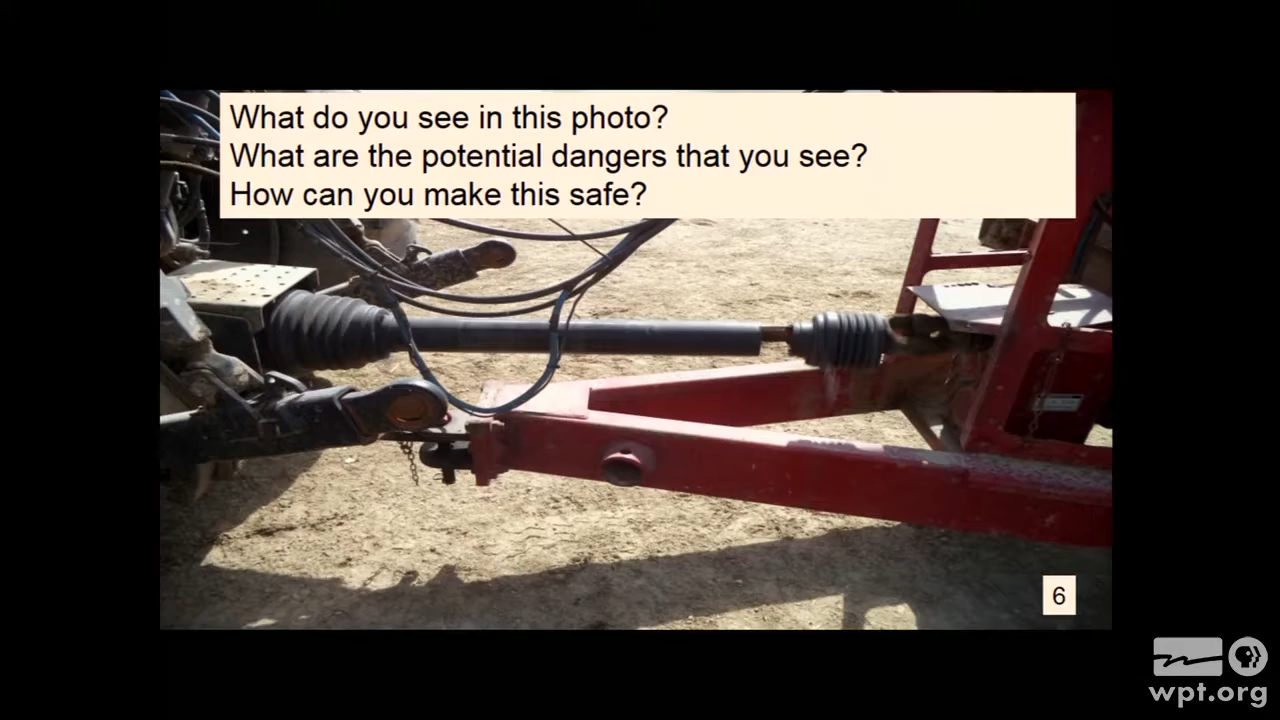 What do you see in this photo?
What are the potential dangers that you see?
How can you make this safe?
6
wpt.org